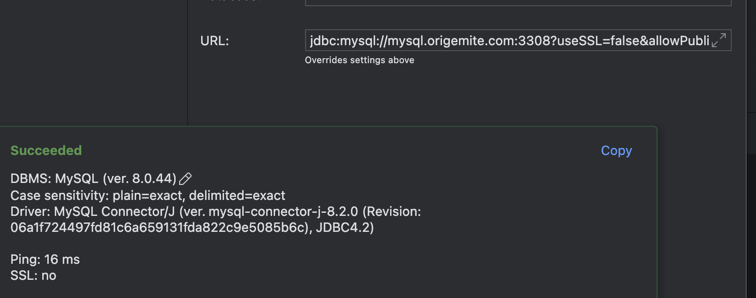 URL:
jdbc:mysql://mysql.origemite.com:3308?useSSL=false&allowPubli
Overrides settings above
Succeeded
Copy
DBMS: MySQL (ver. 8.0.44)
Case sensitivity: plain=exact, delimited=exact
Driver: MySQL Connector/J (ver. mysql-connector-j-8.2.0 (Revision:
06a1f724497fd81c6a659131fda822c9e5085b6c), JDBC4.2)
Ping: 16 ms
SSL: no